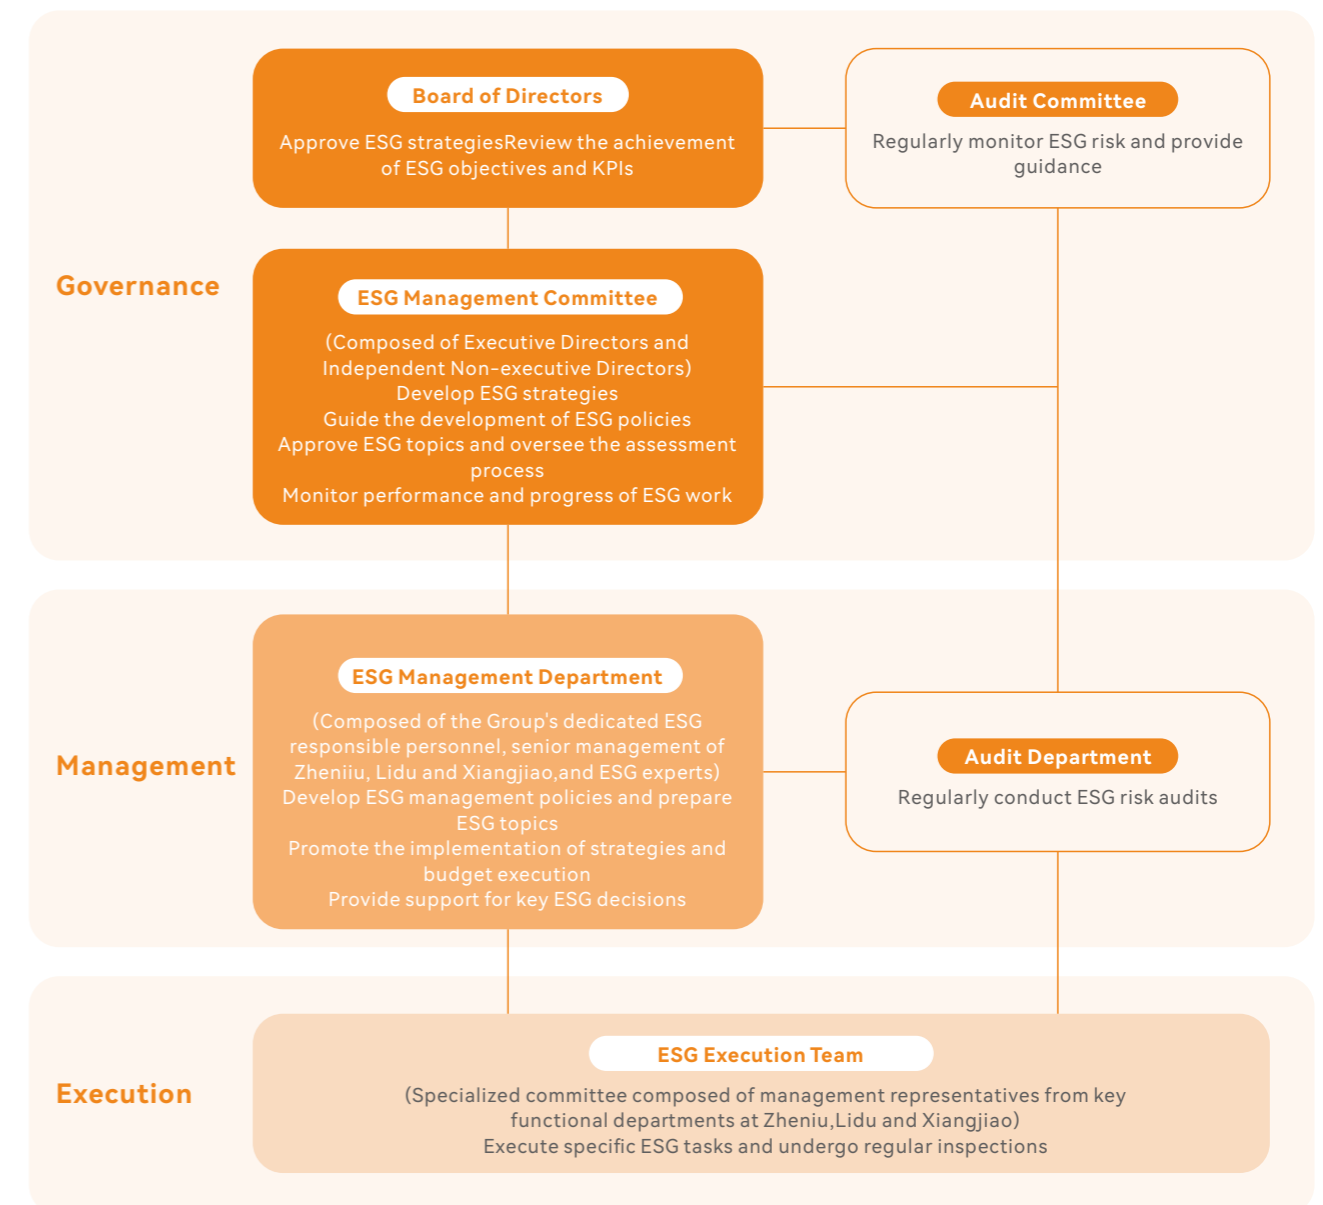 Governance
Board of Directors
Approve ESG strategiesReview the achievement
of ESG objectives and KPIs
Audit Committee
Regularly monitor ESG risk and provide
guidance
ESG Management Committee
(Composed of Executive Directors and
Independent Non-executive Directors)
Develop ESG strategies
Guide the development of ESG policies
Approve ESG topics and oversee the assessment
process
Monitor performance and progress of ESG work
Management
ESG Management Department
(Composed of the Group's dedicated ESG
responsible personnel, senior management of
Zheniiu, Lidu and Xiangjiao,and ESG experts)
Develop ESG management policies and prepare
ESG topics
Promote the implementation of strategies and
budget execution
Provide support for key ESG decisions
Audit Department
Regularly conduct ESG risk audits
Execution
ESG Execution Team
(Specialized committee composed of management representatives from key
functional departments at Zheniu,Lidu and Xiangjiao)
Execute specific ESG tasks and undergo regular inspections